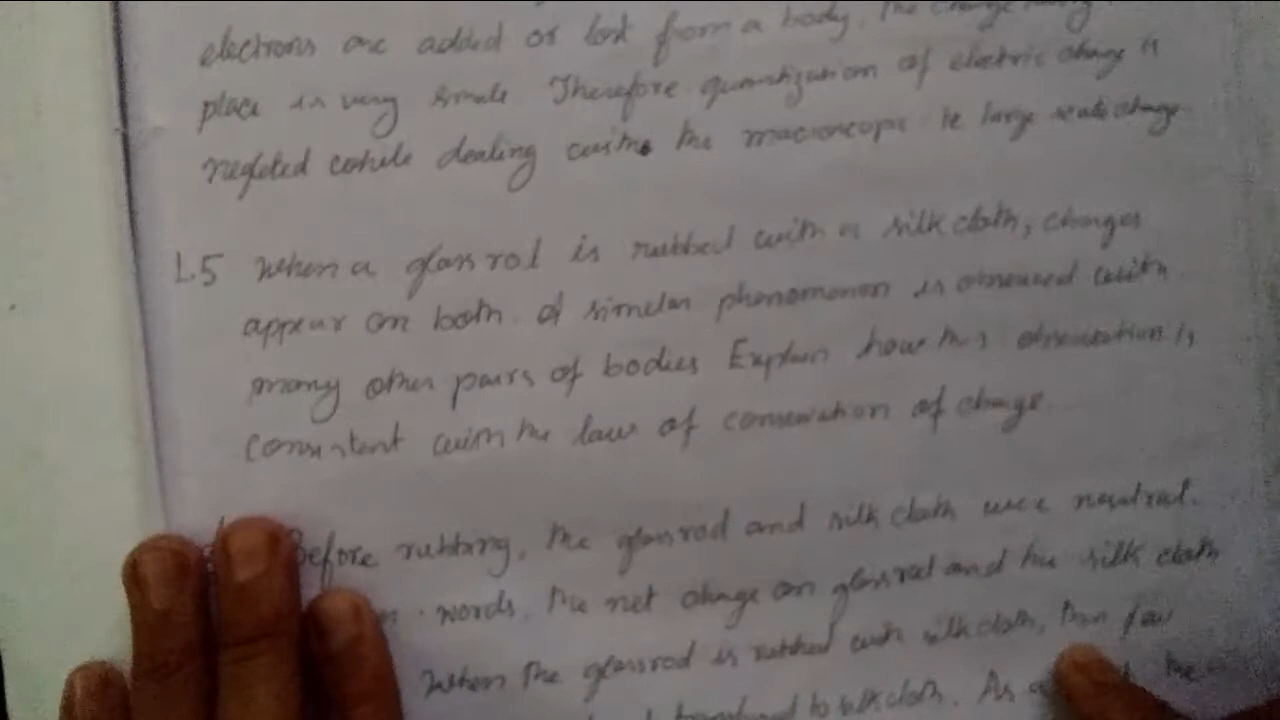 electrons are added or lost from a body. The
place is very small Therefore quantization of electric charge is
neglected while dealing with the macroscopic ie large scale charge
1.5 When a glass rod is rubbed with a silk cloth, charges
appear on both. A similar phenomenon is observed with
many other pairs of bodies Explain how this observation is
Consistent with the law of conservation of charge.
Before rubbing, the glass rod and silk cloth were neutral.
words, the net charge on glass rod and the silk cloth
When the glass rod is rubbed with silk cloth, then few
to silk cloth. As the